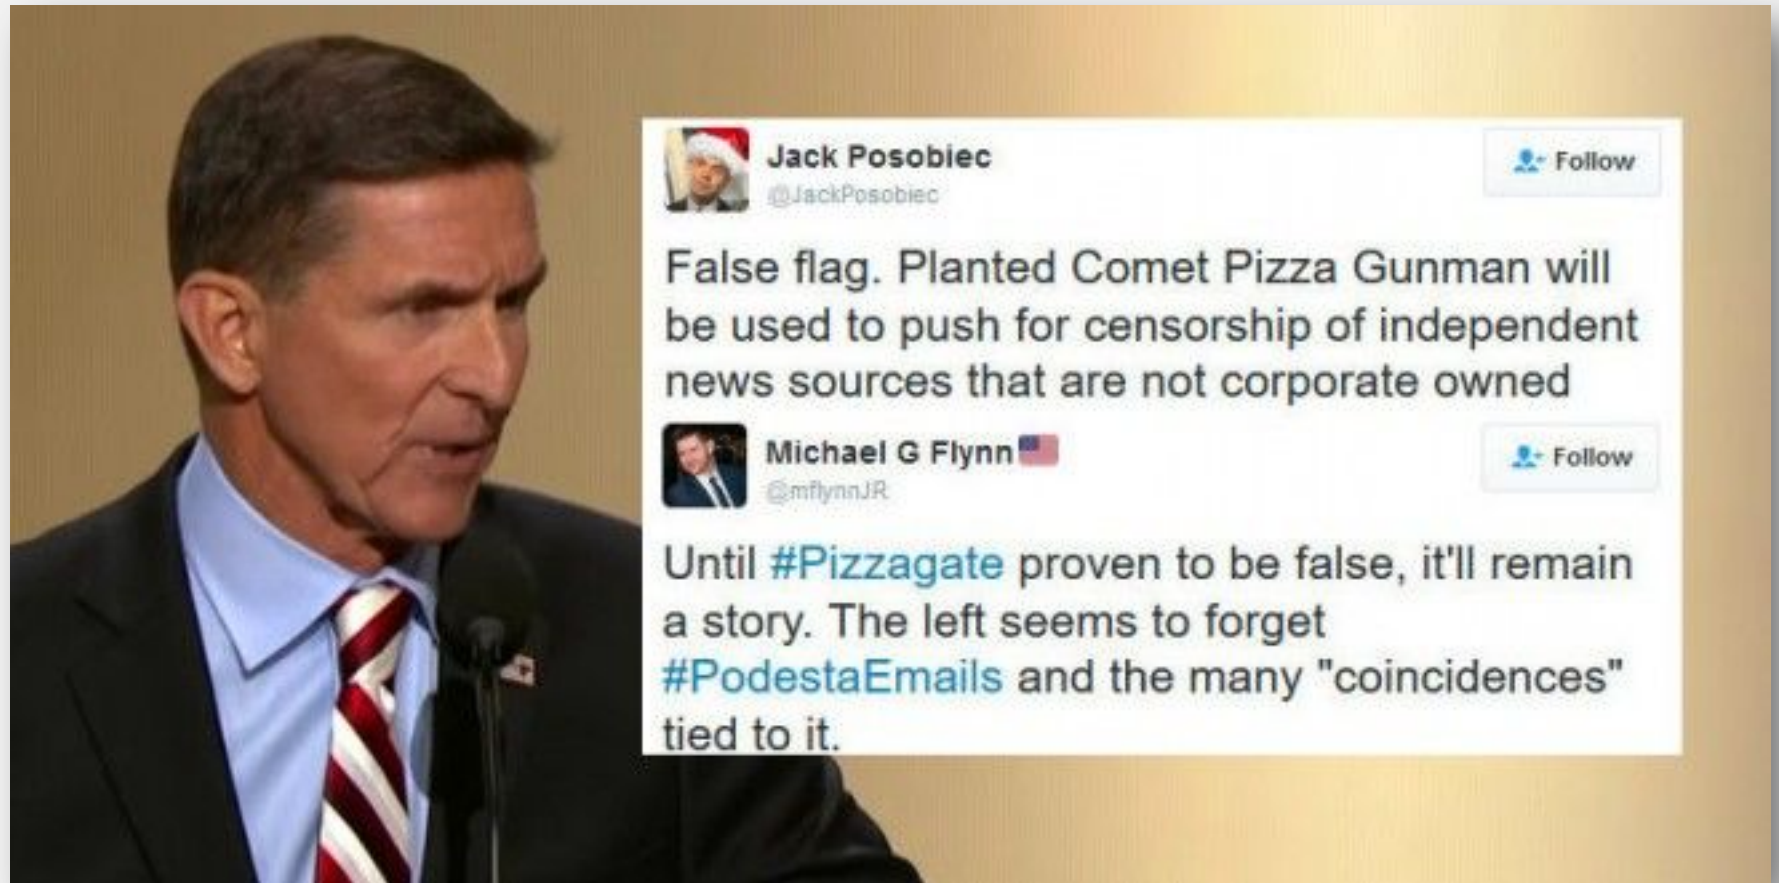 Jack Posobiec
Follow
@JackPosobiec
False flag. Planted Comet Pizza Gunman will
be used to push for censorship of independent
news sources that are not corporate owned
Michael G Flynn
Follow
@mflynnJR
Until #Pizzagate proven to be false, it'll remain
a story. The left seems to forget
#PodestaEmails and the many "coincidences"
tied to it.